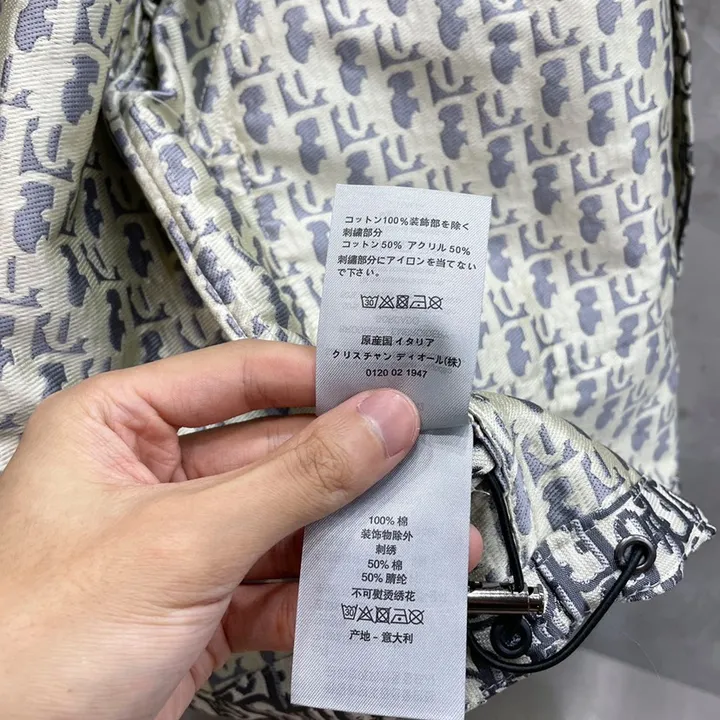 コットン100%装飾部を除く
刺繍部分
コットン50% アクリル50%
刺繍部分にアイロンを当てない
で下さい。
30
原産国 イタリア
クリスチャン ディオール(株)
0120 02 1947
100% 棉
装饰物除外
刺绣
50% 棉
50% 腈纶
不可熨烫绣花
30
产地 - 意大利